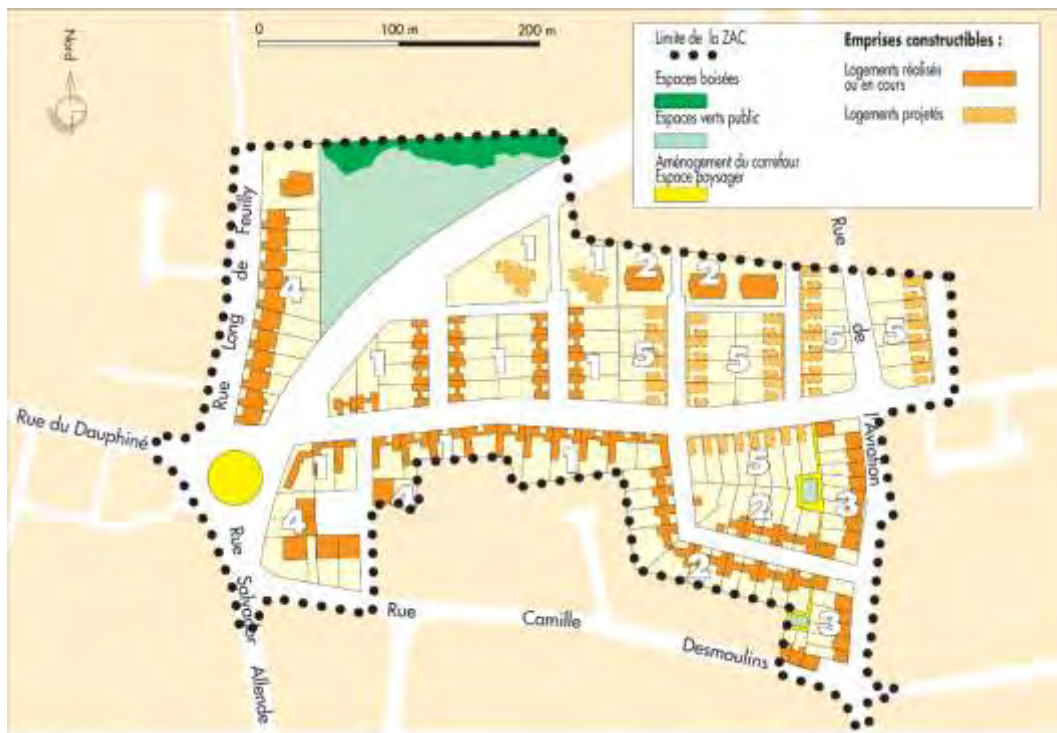 Nord
0 100 m 200 m
Limite de la ZAC
Espaces boisées
Espaces verts public
Aménagement du carrefour
Espace paysager
Emprises constructibles :
Logements réalisés
ou en cours
Logements projetés
Rue Long de Feuilly
Rue du Dauphiné
Rue Salvador Allende
Rue Camille Desmoulins
Rue de l'Aviation
4
1
1
2
2
1
1
1
5
5
5
5
1
4
1
5
2
3
2
3